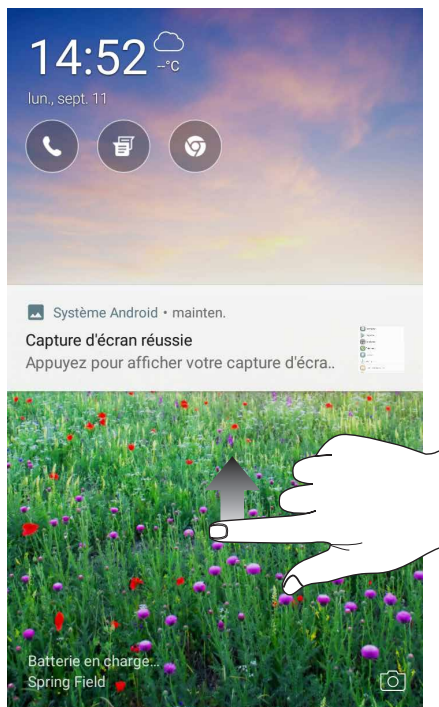 14:52
--°C
lun., sept. 11
Système Android • mainten.
Capture d'écran réussie
Appuyez pour afficher votre capture d'écra..
Batterie en charge...
Spring Field